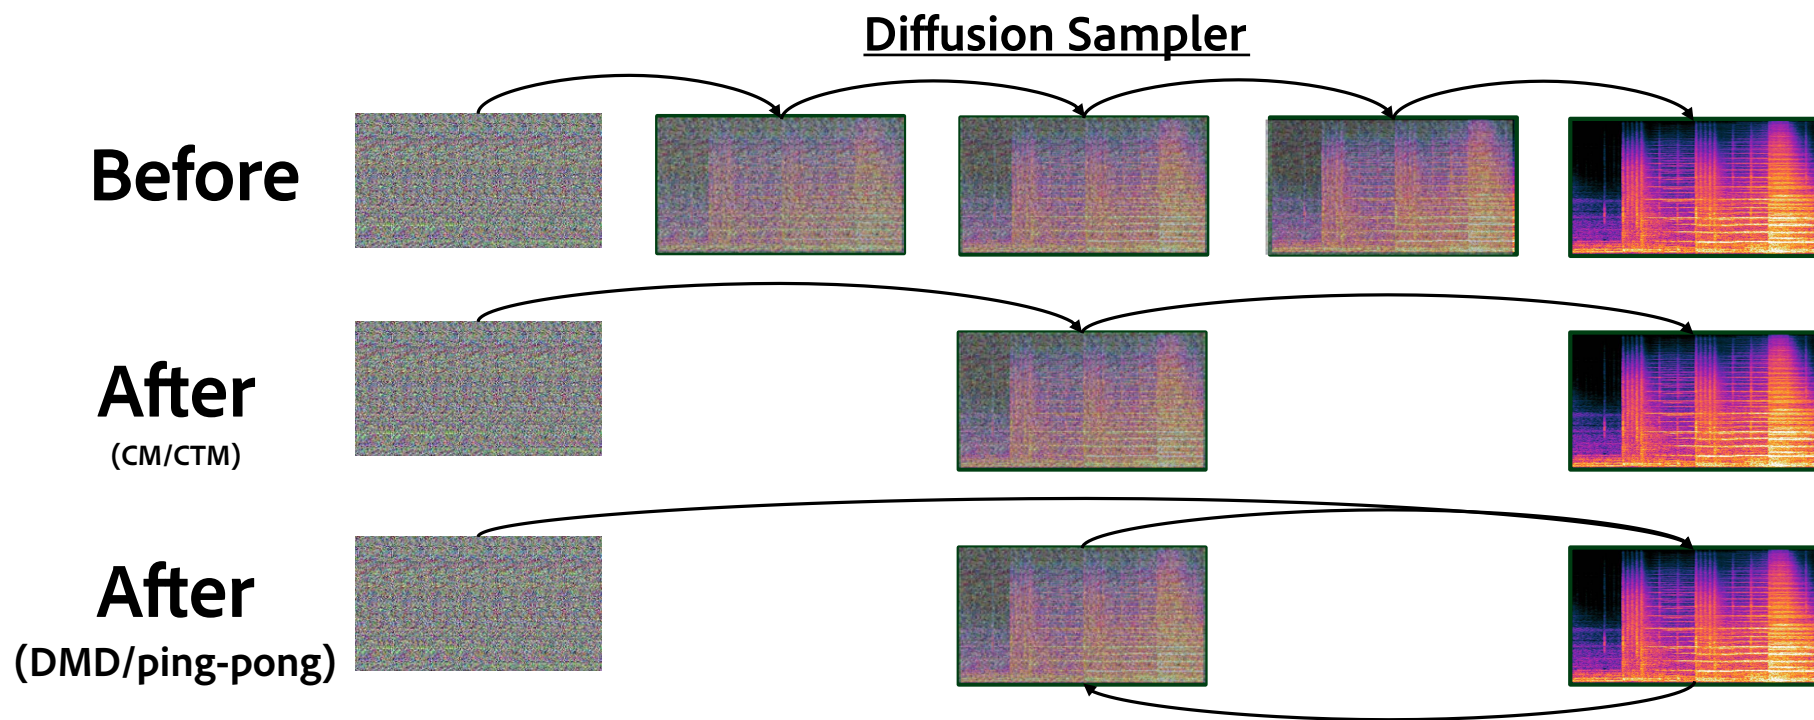 Diffusion Sampler
Before
After
(CM/CTM)
After
(DMD/ping-pong)